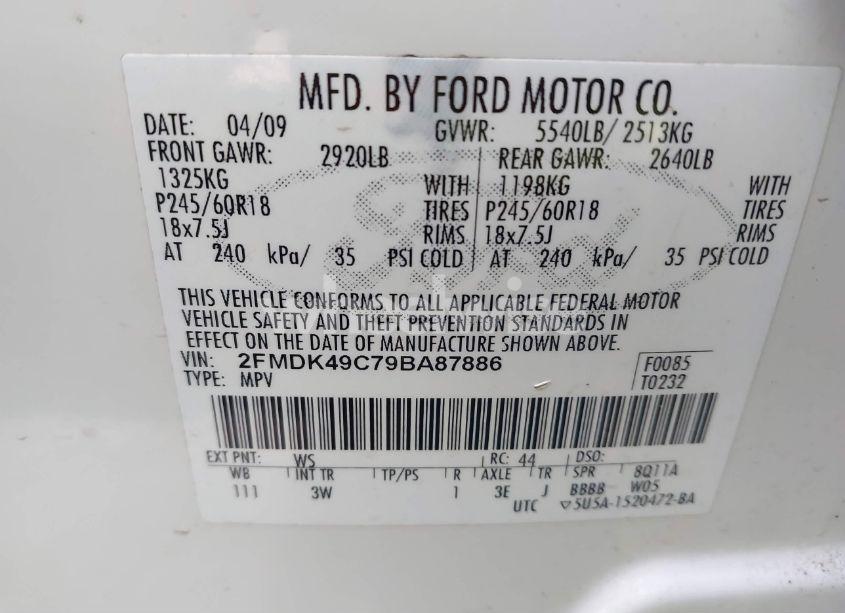 MFD. BY FORD MOTOR CO.
DATE: 04/09 GVWR: 5540LB/ 2513KG
FRONT GAWR: 2920LB REAR GAWR: 2640LB
1325KG WITH 1198KG WITH
P245/60R18 TIRES P245/60R18 TIRES
18x7.5J RIMS 18x7.5J RIMS
AT 240 kPa/ 35 PSI COLD AT 240 kPa/ 35 PSI COLD
THIS VEHICLE CONFORMS TO ALL APPLICABLE FEDERAL MOTOR
VEHICLE SAFETY AND THEFT PREVENTION STANDARDS IN
EFFECT ON THE DATE OF MANUFACTURE SHOWN ABOVE.
VIN: 2FMDK49C79BA87886 F0085
TYPE: MPV T0232
EXT PNT: WS RC: 44 DSO:
WB INT TR TP/PS R AXLE TR SPR 8Q11A
111 3W 1 3E J BBBB W05
UTC ▽5U5A-1520472-BA